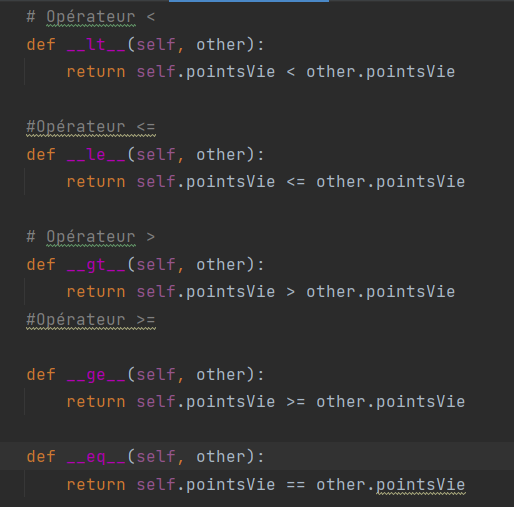 # Opérateur <
def __lt__(self, other):
    return self.pointsVie < other.pointsVie
#Opérateur <=
def __le__(self, other):
    return self.pointsVie <= other.pointsVie
# Opérateur >
def __gt__(self, other):
    return self.pointsVie > other.pointsVie
#Opérateur >=
def __ge__(self, other):
    return self.pointsVie >= other.pointsVie
def __eq__(self, other):
    return self.pointsVie == other.pointsVie